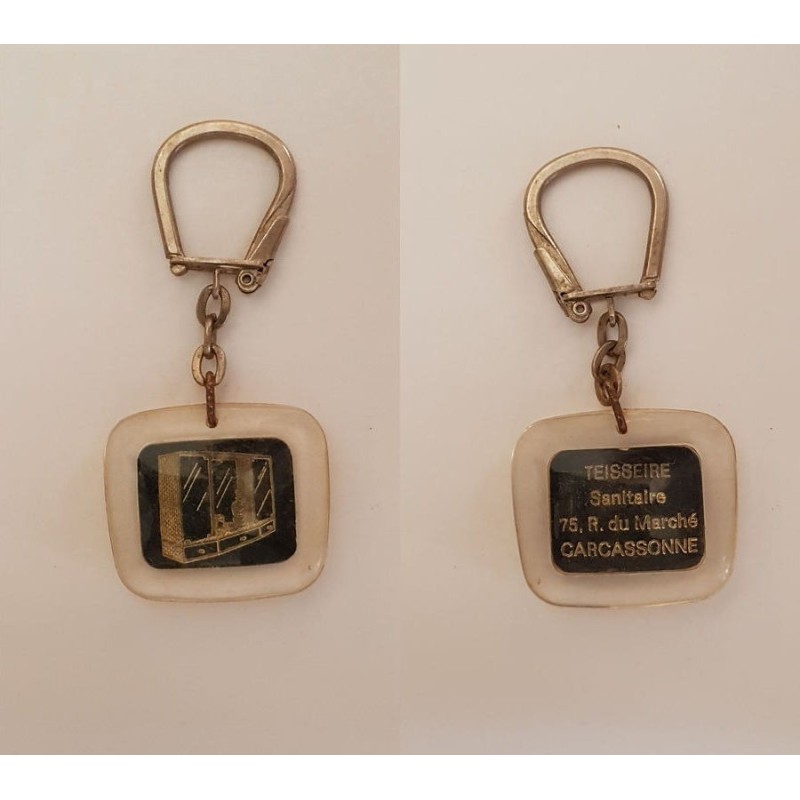 TEISSEIRE
Sanitaire
75, R. du Marché
CARCASSONNE